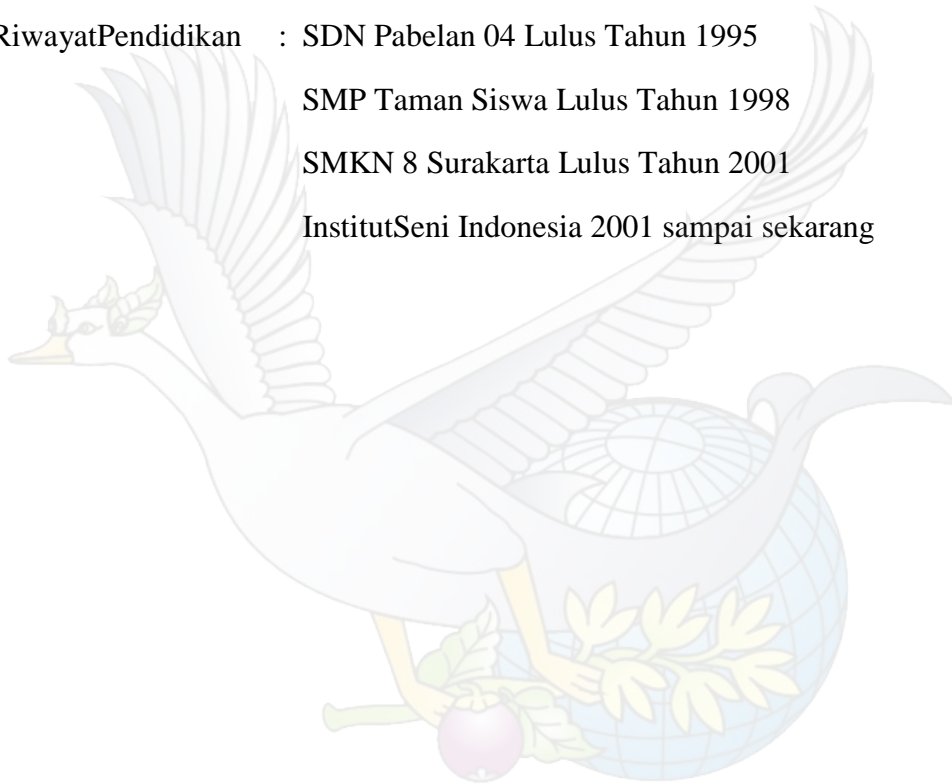 RiwayatPendidikan : SDN Pabelan 04 Lulus Tahun 1995
SMP Taman Siswa Lulus Tahun 1998
SMKN 8 Surakarta Lulus Tahun 2001
InstitutSeni Indonesia 2001 sampai sekarang